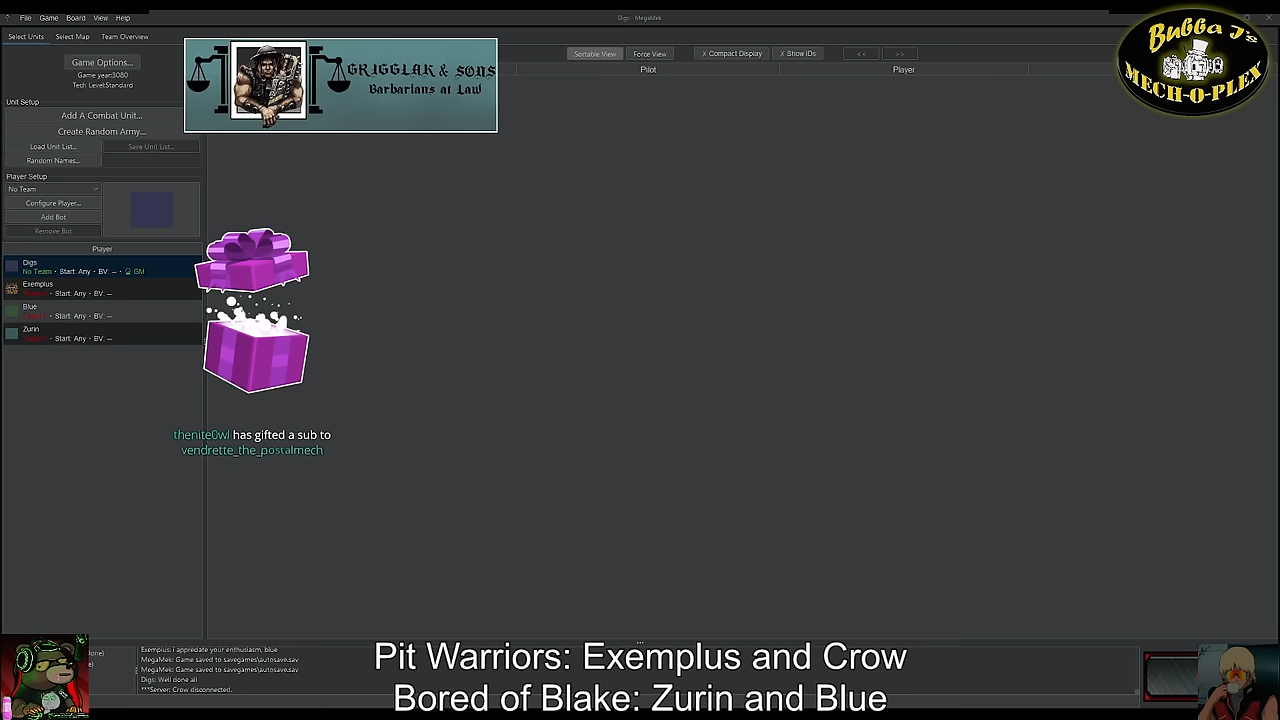 Digs - MegaMek
File Game Board View Help
Select Units Select Map Team Overview
Game Options...
Game year:3080
Tech Level:Standard
Unit Setup
Add A Combat Unit...
Create Random Army...
Load Unit List... Save Unit List...
Random Names...
Player Setup
No Team
Configure Player...
Add Bot
Remove Bot
Player
Digs
No Team · Start: Any · BV: -- · GM
Exemplus
· Start: Any · BV: --
Blue
· Start: Any · BV: --
Zurin
· Start: Any · BV: --
GRIGGLAR & SONS
Barbarians at Law
Sortable View Force View ✗ Compact Display ✗ Show IDs << >>
Pilot Player
Bubba J's
MECH-O-PLEX
thenite0wl has gifted a sub to
vendrette_the_postalmech
Exemplus: i appreciate your enthusiasm, blue
MegaMek: Game saved to savegames\autosave.sav
MegaMek: Game saved to savegames\autosave.sav
Digs: Well done all
***Server: Crow disconnected.
Pit Warriors: Exemplus and Crow
Bored of Blake: Zurin and Blue